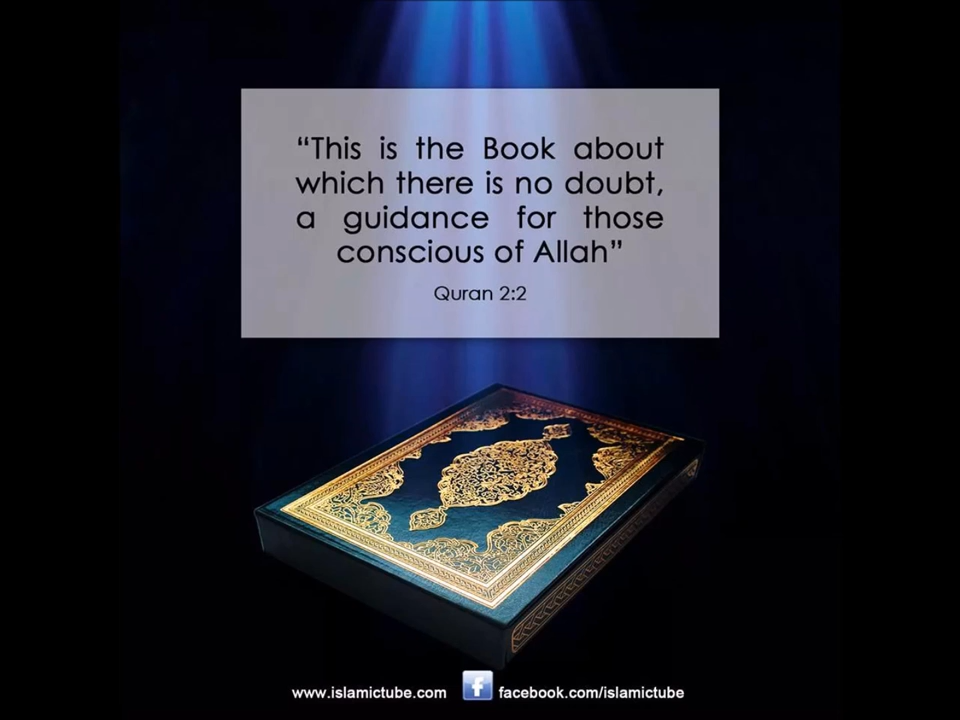 “This is the Book about
which there is no doubt,
a guidance for those
conscious of Allah”
Quran 2:2
www.islamictube.com f facebook.com/islamictube